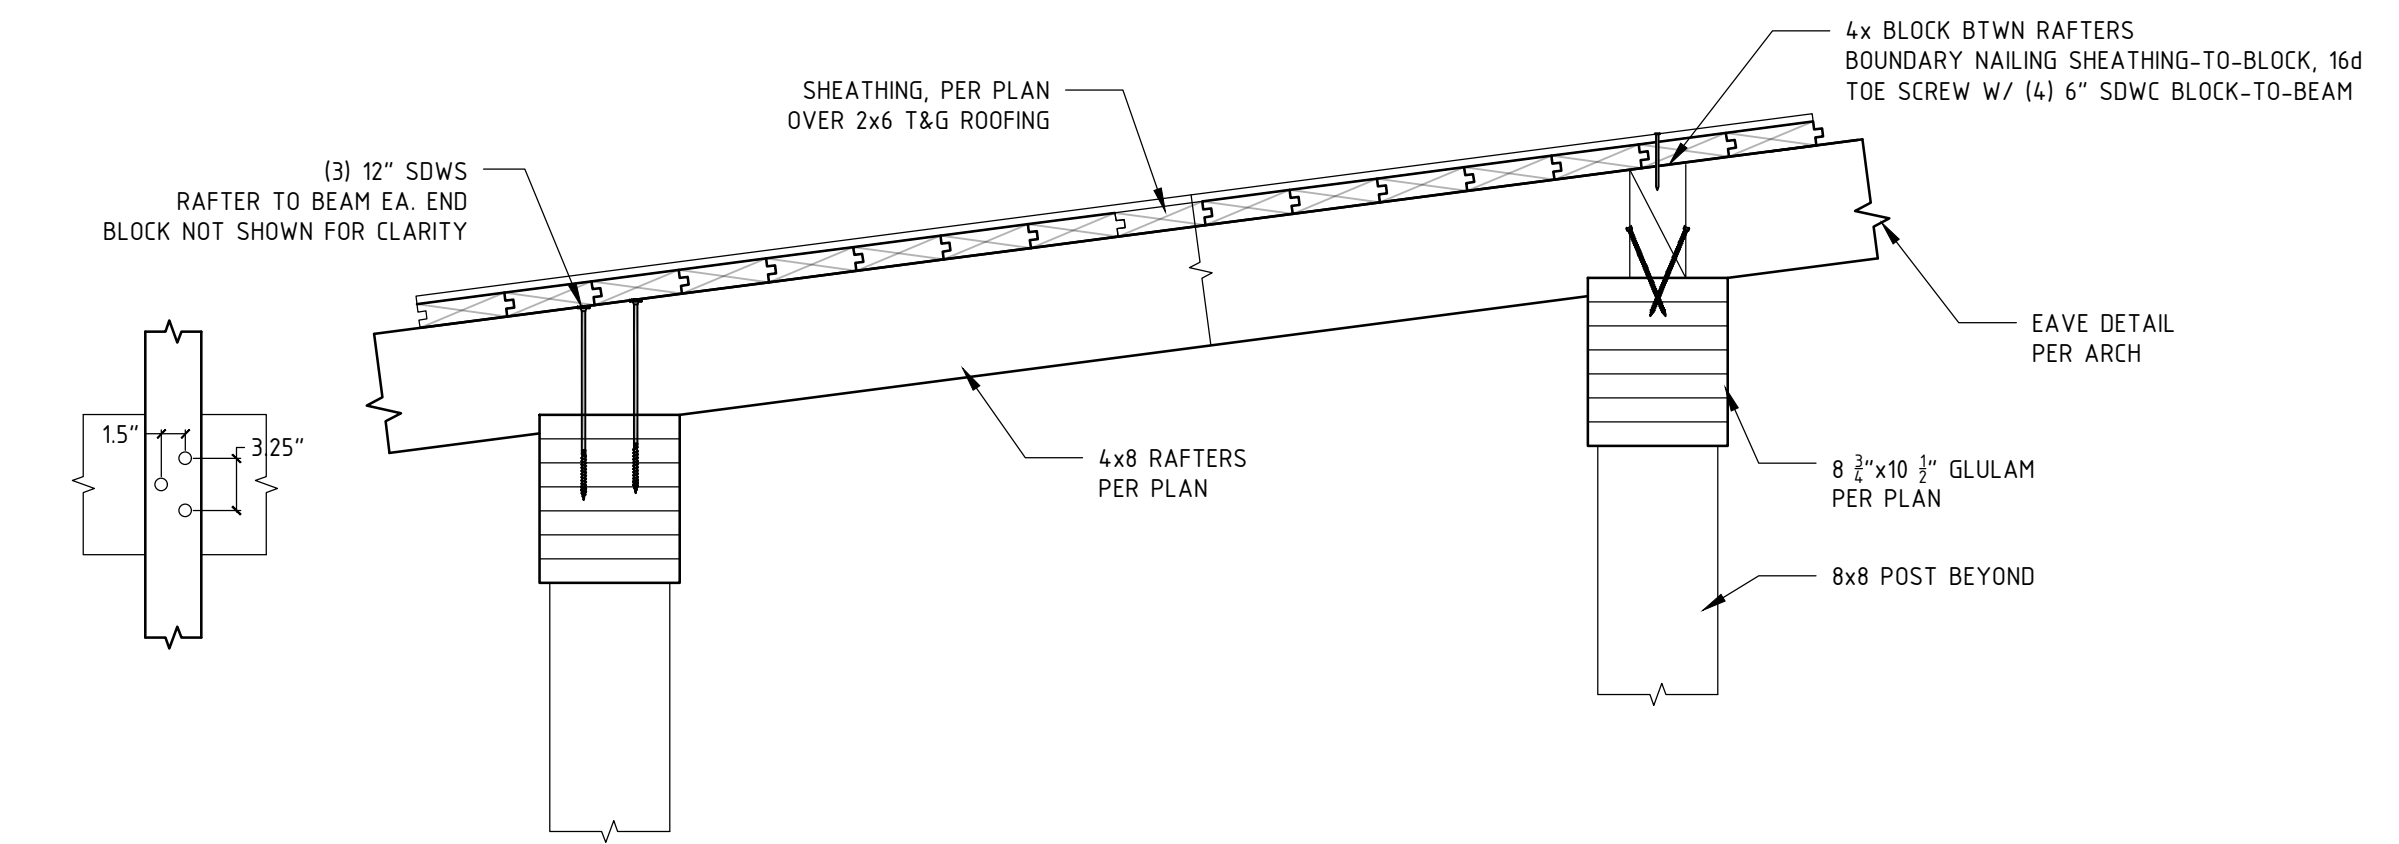 4x BLOCK BTWN RAFTERS
BOUNDARY NAILING SHEATHING-TO-BLOCK, 16d
TOE SCREW W/ (4) 6" SDWC BLOCK-TO-BEAM
SHEATHING, PER PLAN
OVER 2x6 T&G ROOFING
(3) 12" SDWS
RAFTER TO BEAM EA. END
BLOCK NOT SHOWN FOR CLARITY
EAVE DETAIL
PER ARCH
1.5"
3.25"
4x8 RAFTERS
PER PLAN
8 3/4"x10 1/2" GLULAM
PER PLAN
8x8 POST BEYOND